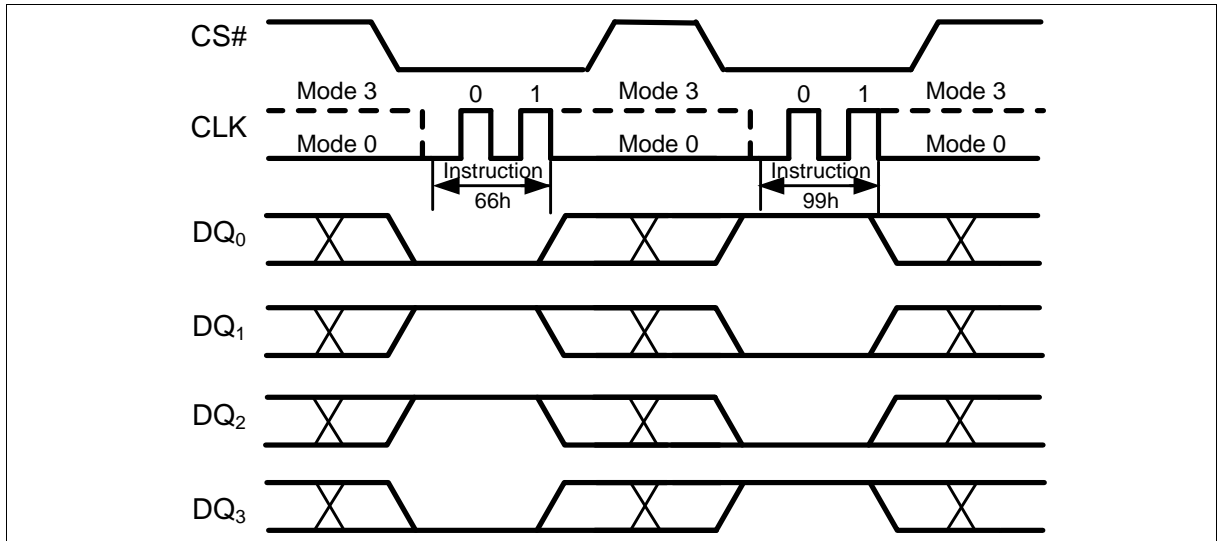 CS#
Mode 3 0 1 Mode 3 0 1 Mode 3
CLK
Mode 0 Mode 0 Mode 0
Instruction Instruction
66h 99h
DQ0
DQ1
DQ2
DQ3